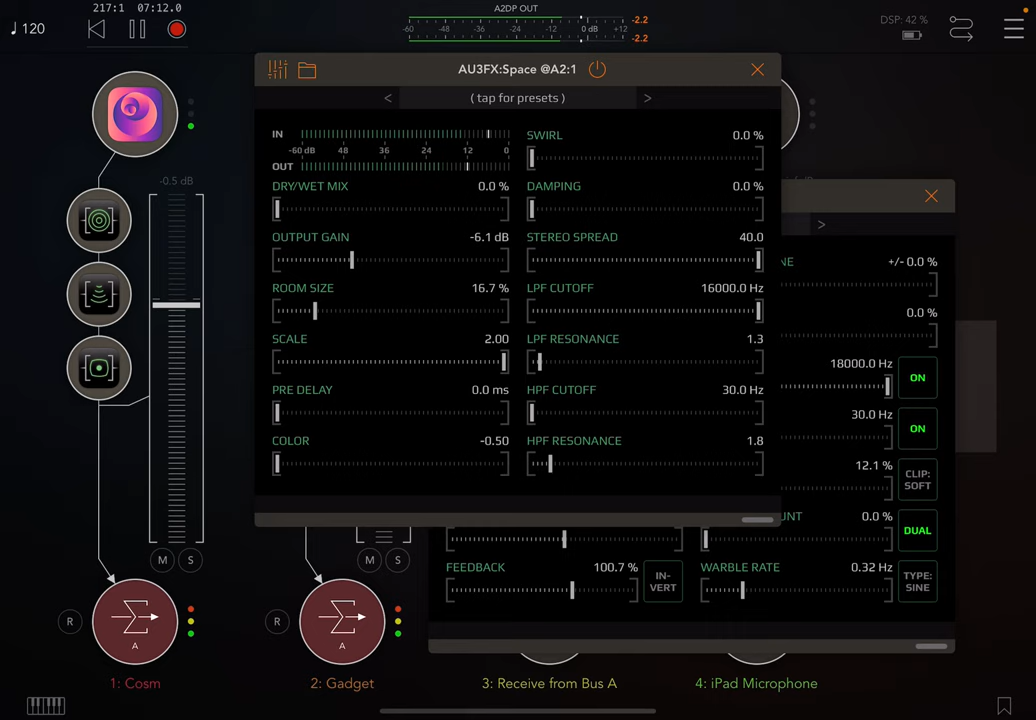 217:1 07:12.0
A2DP OUT
♩ 120
-60 -48 -36 -24 -12 0 dB +12
-2.2
-2.2
DSP: 42 %
AU3FX:Space @A2:1
< ( tap for presets ) >
IN
-60 dB 48 36 24 12 0
OUT
DRY/WET MIX 0.0 %
OUTPUT GAIN -6.1 dB
ROOM SIZE 16.7 %
SCALE 2.00
PRE DELAY 0.0 ms
COLOR -0.50
SWIRL 0.0 %
DAMPING 0.0 %
STEREO SPREAD 40.0
LPF CUTOFF 16000.0 Hz
LPF RESONANCE 1.3
HPF CUTOFF 30.0 Hz
HPF RESONANCE 1.8
>
NE +/- 0.0 %
0.0 %
18000.0 Hz ON
30.0 Hz ON
12.1 % CLIP:
SOFT
UNT 0.0 % DUAL
FEEDBACK 100.7 % IN-
VERT
WARBLE RATE 0.32 Hz TYPE:
SINE
-0.5 dB
M S
M S
R A
R A
1: Cosm
2: Gadget
3: Receive from Bus A
4: iPad Microphone